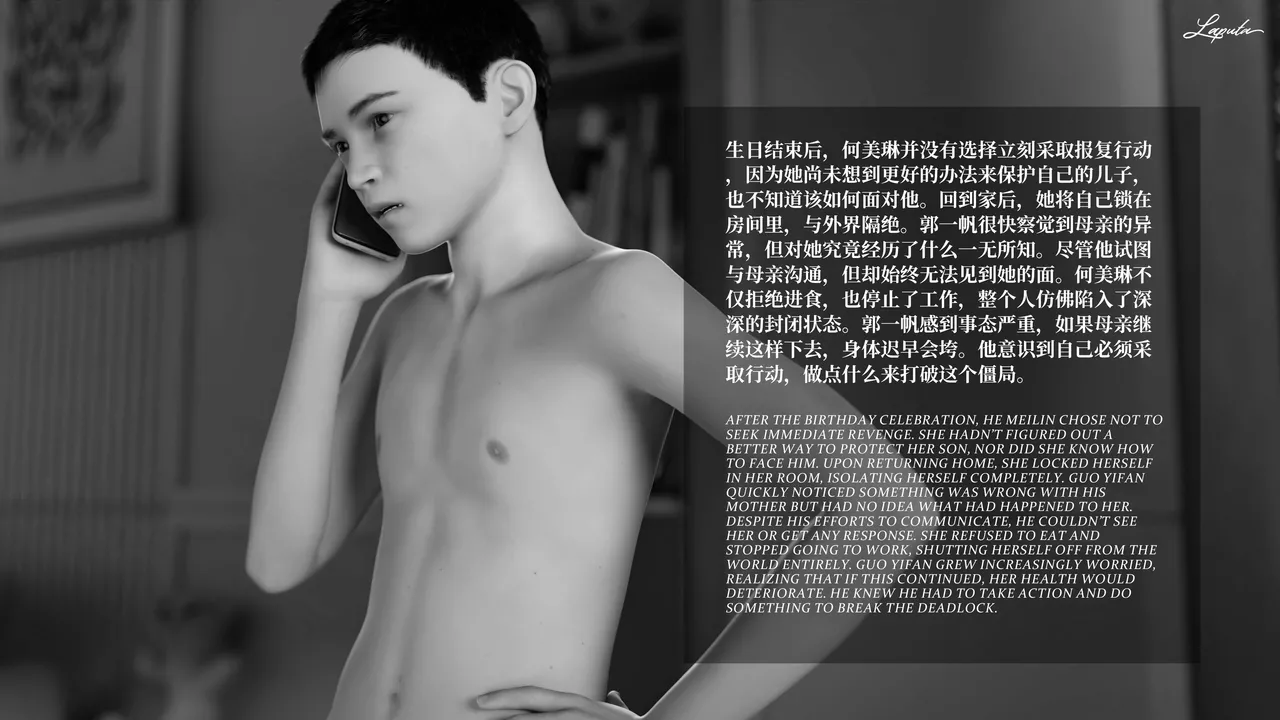 Laputa
生日结束后，何美琳并没有选择立刻采取报复行动
，因为她尚未想到更好的办法来保护自己的儿子，
也不知道该如何面对他。回到家后，她将自己锁在
房间里，与外界隔绝。郭一帆很快察觉到母亲的异
常，但对她究竟经历了什么一无所知。尽管他试图
与母亲沟通，但却始终无法见到她的面。何美琳不
仅拒绝进食，也停止了工作，整个人仿佛陷入了深
深的封闭状态。郭一帆感到事态严重，如果母亲继
续这样下去，身体迟早会垮。他意识到自己必须采
取行动，做点什么来打破这个僵局。
AFTER THE BIRTHDAY CELEBRATION, HE MEILIN CHOSE NOT TO
SEEK IMMEDIATE REVENGE. SHE HADN'T FIGURED OUT A
BETTER WAY TO PROTECT HER SON, NOR DID SHE KNOW HOW
TO FACE HIM. UPON RETURNING HOME, SHE LOCKED HERSELF
IN HER ROOM, ISOLATING HERSELF COMPLETELY. GUO YIFAN
QUICKLY NOTICED SOMETHING WAS WRONG WITH HIS
MOTHER BUT HAD NO IDEA WHAT HAD HAPPENED TO HER.
DESPITE HIS EFFORTS TO COMMUNICATE, HE COULDN'T SEE
HER OR GET ANY RESPONSE. SHE REFUSED TO EAT AND
STOPPED GOING TO WORK, SHUTTING HERSELF OFF FROM THE
WORLD ENTIRELY. GUO YIFAN GREW INCREASINGLY WORRIED,
REALIZING THAT IF THIS CONTINUED, HER HEALTH WOULD
DETERIORATE. HE KNEW HE HAD TO TAKE ACTION AND DO
SOMETHING TO BREAK THE DEADLOCK.